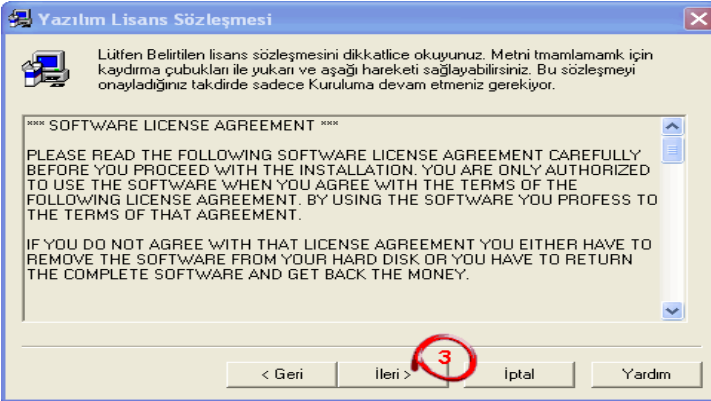 Yazılım Lisans Sözleşmesi
Lütfen Belirtilen lisans sözleşmesini dikkatlice okuyunuz. Metni tmamlamamk için
kaydırma çubukları ile yukarı ve aşağı hareketi sağlayabilirsiniz. Bu sözleşmeyi
onayladığınız takdirde sadece Kuruluma devam etmeniz gerekiyor.
*** SOFTWARE LICENSE AGREEMENT ***
PLEASE READ THE FOLLOWING SOFTWARE LICENSE AGREEMENT CAREFULLY
BEFORE YOU PROCEED WITH THE INSTALLATION. YOU ARE ONLY AUTHORIZED
TO USE THE SOFTWARE WHEN YOU AGREE WITH THE TERMS OF THE
FOLLOWING LICENSE AGREEMENT. BY USING THE SOFTWARE YOU PROFESS TO
THE TERMS OF THAT AGREEMENT.
IF YOU DO NOT AGREE WITH THAT LICENSE AGREEMENT YOU EITHER HAVE TO
REMOVE THE SOFTWARE FROM YOUR HARD DISK OR YOU HAVE TO RETURN
THE COMPLETE SOFTWARE AND GET BACK THE MONEY.
< Geri İleri > 3 İptal Yardım